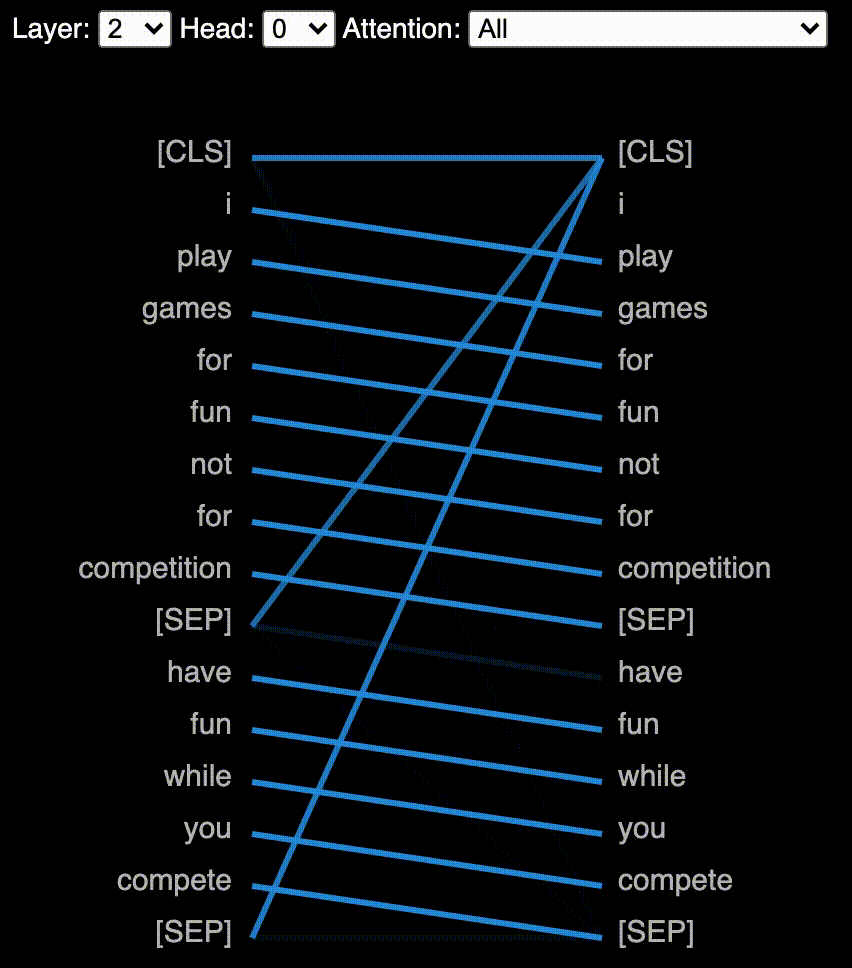 Layer: 2 Head: 0 Attention: All
[CLS] [CLS]
i i
play play
games games
for for
fun fun
not not
for for
competition competition
[SEP] [SEP]
have have
fun fun
while while
you you
compete compete
[SEP] [SEP]